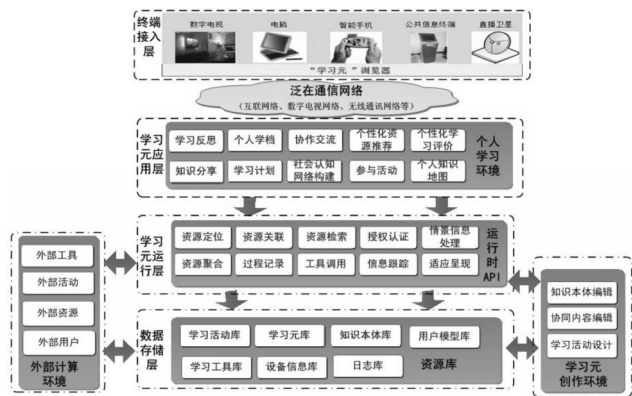 终端
接入
层
数字电视
电脑
智能手机
公共信息终端
直播卫星
“学习元”浏览器
泛在通信网络
（互联网络、数字电视网络、无线通讯网络等）
学习
元应
用层
学习反思
个人学档
协作交流
个性化资
源推荐
个性化学
习评价
知识分享
学习计划
社会认知
网络构建
参与活动
个人知识
地图
个人
学习
环境
学习
元运
行层
资源定位
资源关联
资源检索
授权认证
情景信息
处理
资源聚合
过程记录
工具调用
信息跟踪
适应呈现
运行
时
API
数据
存储
层
学习活动库
学习元库
知识本体库
用户模型库
学习工具库
设备信息库
日志库
资源库
外部工具
外部活动
外部资源
外部用户
外部计算
环境
知识本体编辑
协同内容编辑
学习活动设计
学习元
创作环境